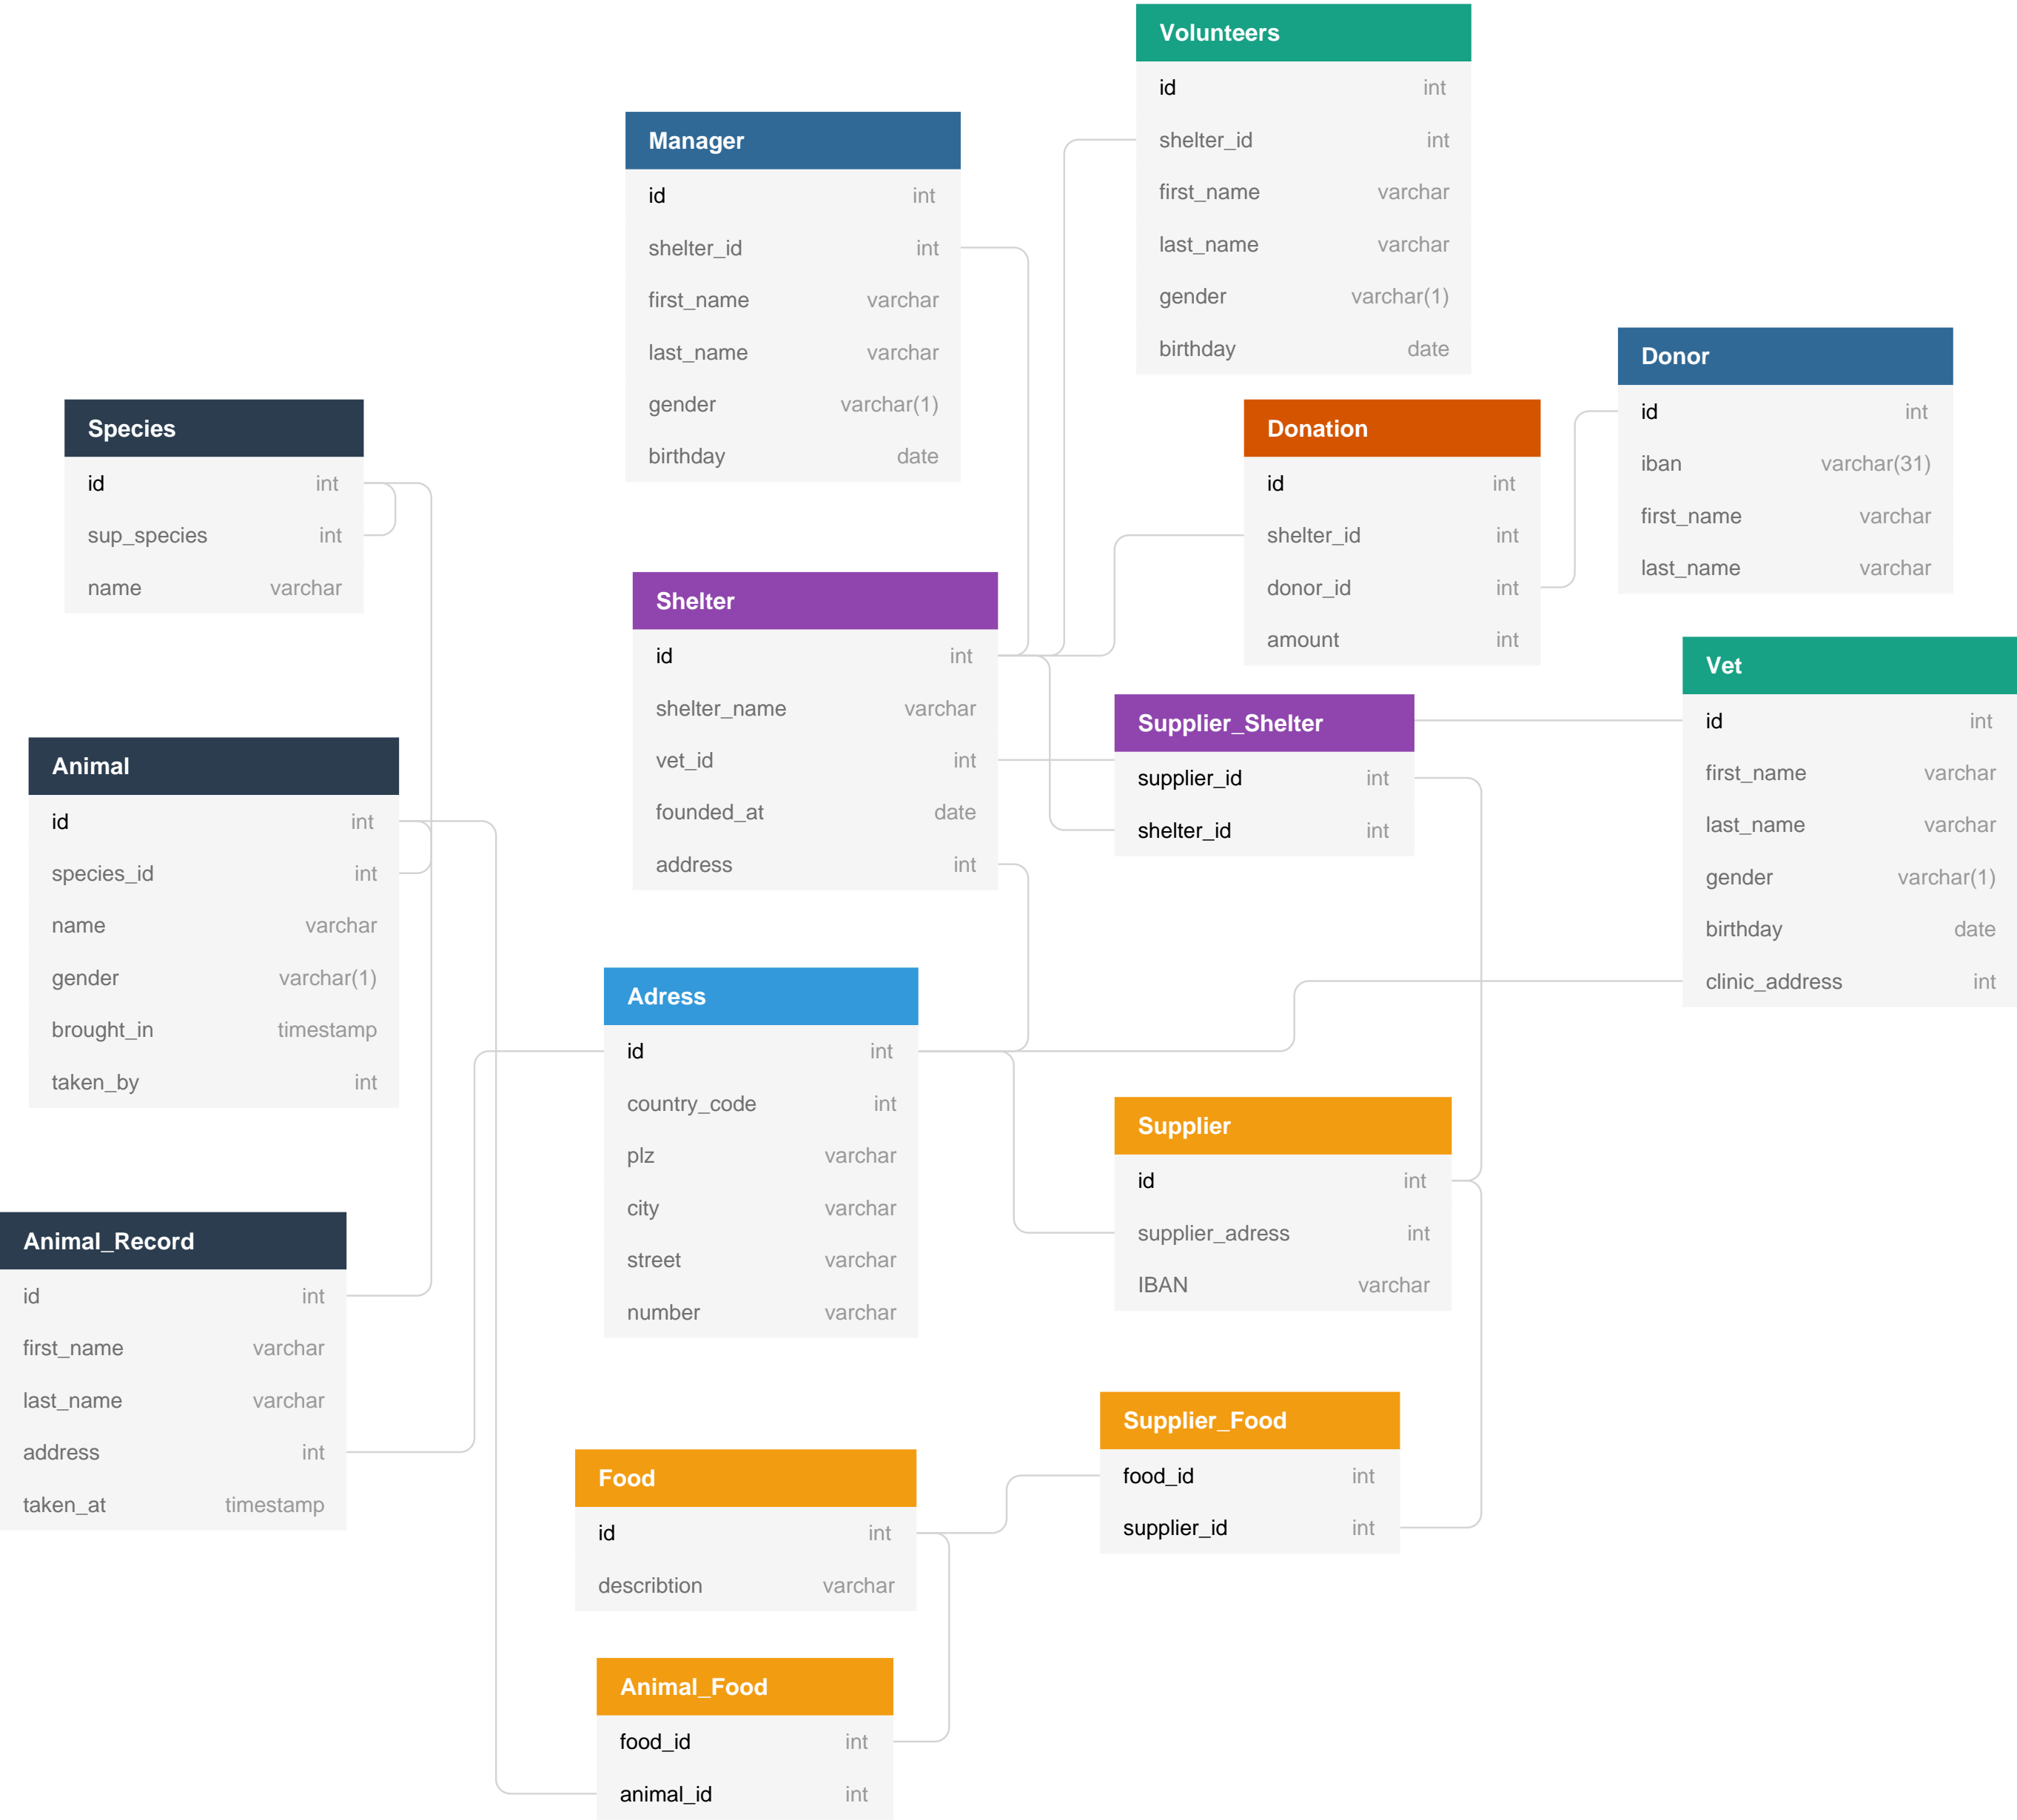 Volunteers
id int
shelter_id int
first_name varchar
last_name varchar
gender varchar(1)
birthday date
Manager
id int
shelter_id int
first_name varchar
last_name varchar
gender varchar(1)
birthday date
Donor
id int
iban varchar(31)
first_name varchar
last_name varchar
Species
id int
sup_species int
name varchar
Donation
id int
shelter_id int
donor_id int
amount int
Shelter
id int
shelter_name varchar
vet_id int
founded_at date
address int
Vet
id int
first_name varchar
last_name varchar
gender varchar(1)
birthday date
clinic_address int
Supplier_Shelter
supplier_id int
shelter_id int
Animal
id int
species_id int
name varchar
gender varchar(1)
brought_in timestamp
taken_by int
Adress
id int
country_code int
plz varchar
city varchar
street varchar
number varchar
Supplier
id int
supplier_adress int
IBAN varchar
Animal_Record
id int
first_name varchar
last_name varchar
address int
taken_at timestamp
Supplier_Food
food_id int
supplier_id int
Food
id int
describtion varchar
Animal_Food
food_id int
animal_id int